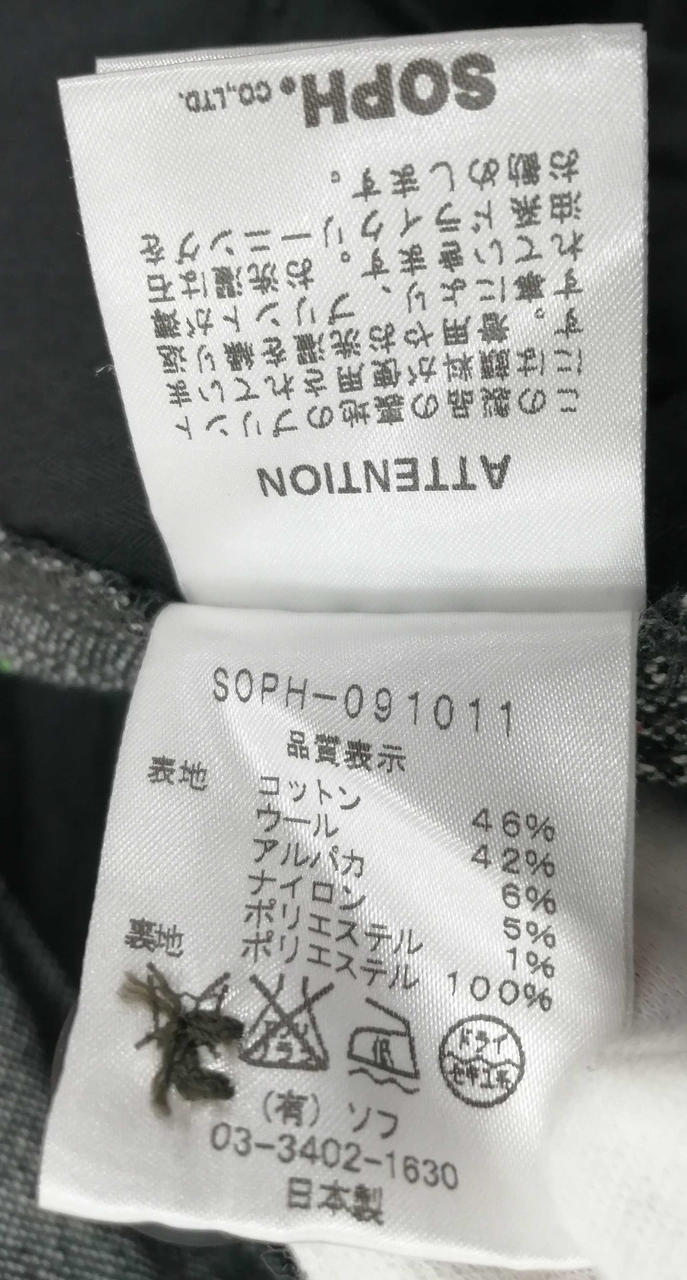 ATTENTION
この製品の表地のプリント
には顔料が使用されていま
す。着用やお洗濯を繰り返
す事により、プリントが剥
れていきます。お洗濯は石
油系ドライクリーニングを
お勧めします。
SOPH. CO.,LTD.
SOPH-091011
品質表示
表地 コットン 46%
ウール 42%
アルパカ 6%
ナイロン 5%
ポリエステル 1%
裏地 ポリエステル 100%
エンソ サラシ 低 ドライ セキユ系
(有) ソフ
03-3402-1630
日本製